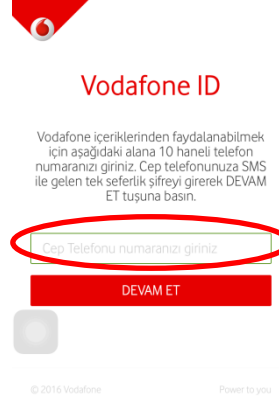 Vodafone ID
Vodafone içeriklerinden faydalanabilmek
için aşağıdaki alana 10 haneli telefon
numaranızı giriniz. Cep telefonunuza SMS
ile gelen tek seferlik şifreyi girerek DEVAM
ET tuşuna basın.
Cep Telefonu numaranızı giriniz
DEVAM ET
© 2016 Vodafone
Power to you